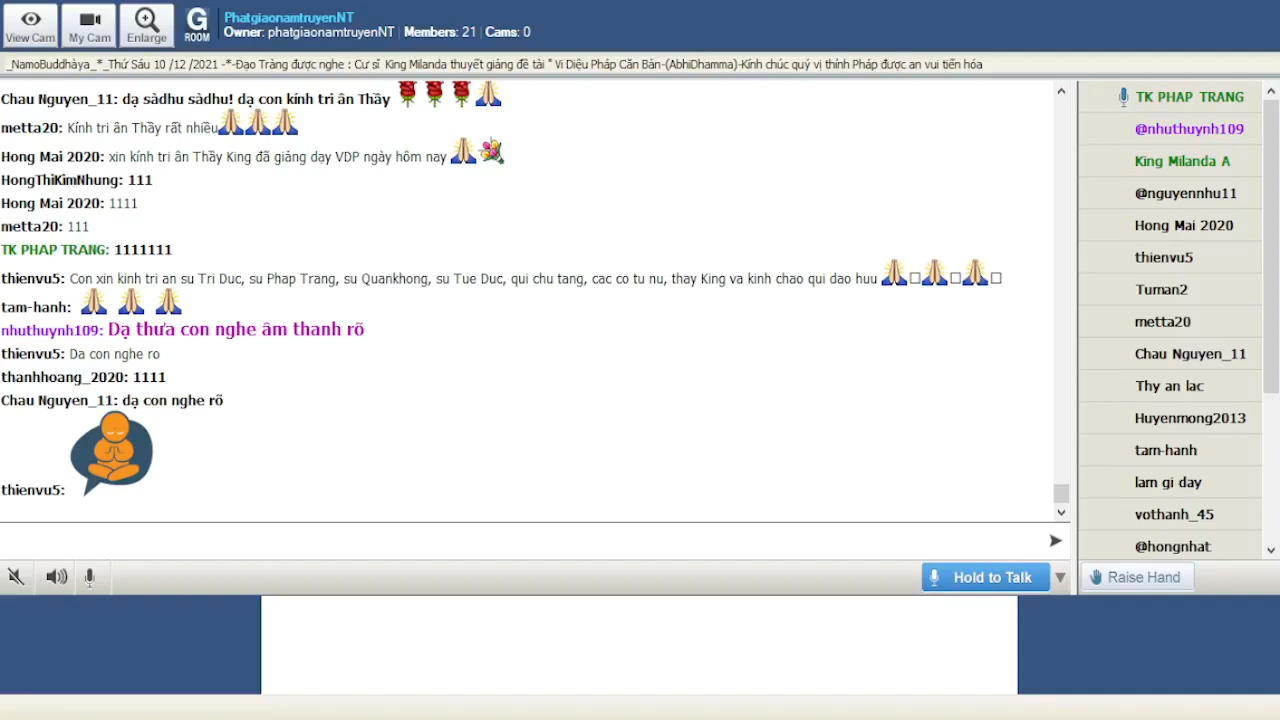 View Cam
My Cam
Enlarge
G
ROOM
PhatgiaonamtruyenNT
Owner: phatgiaonamtruyenNT | Members: 21 | Cams: 0
_NamoBuddhàya_*_Thứ Sáu 10 /12 /2021 -*-Đạo Tràng được nghe : Cư sĩ  King Milanda thuyết giảng đề tài " Vi Diệu Pháp Căn Bản-(AbhiDhamma)-Kính chúc quý vị thính Pháp được an vui tiến hóa
Chau Nguyen_11: dạ sàdhu sàdhu! dạ con kính tri ân Thầy
metta20: Kính tri ân Thầy rất nhiều
Hong Mai 2020: xin kính tri ân Thầy King đã giảng dạy VDP ngày hôm nay
HongThiKimNhung: 111
Hong Mai 2020: 1111
metta20: 111
TK PHAP TRANG: 1111111
thienvu5: Con xin kinh tri an su Tri Duc, su Phap Trang, su Quankhong, su Tue Duc, qui chu tang, cac co tu nu, thay King va kinh chao qui dao huu
tam-hanh:
nhuthuynh109: Dạ thưa con nghe âm thanh rõ
thienvu5: Da con nghe ro
thanhhoang_2020: 1111
Chau Nguyen_11: dạ con nghe rõ
thienvu5:
Hold to Talk
TK PHAP TRANG
@nhuthuynh109
King Milanda A
@nguyennhu11
Hong Mai 2020
thienvu5
Tuman2
metta20
Chau Nguyen_11
Thy an lac
Huyenmong2013
tam-hanh
lam gi day
vothanh_45
@hongnhat
Raise Hand